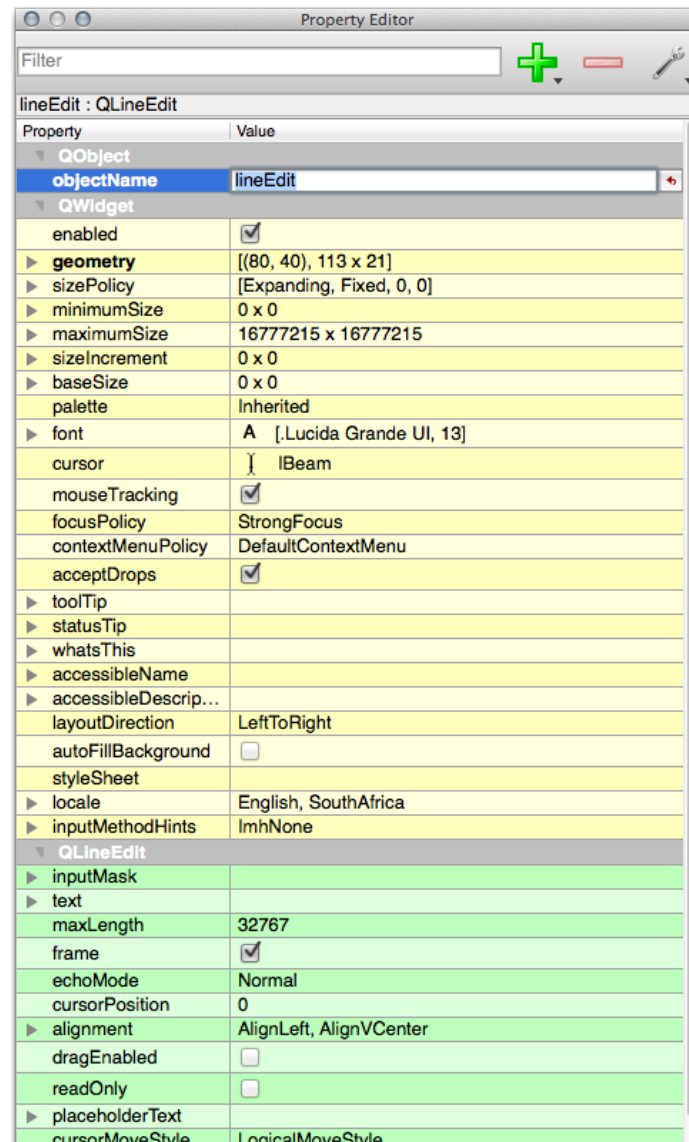 Property Editor
Filter
lineEdit : QLineEdit
Property Value
QObject
objectName lineEdit
QWidget
enabled
geometry [(80, 40), 113 x 21]
sizePolicy [Expanding, Fixed, 0, 0]
minimumSize 0 x 0
maximumSize 16777215 x 16777215
sizeIncrement 0 x 0
baseSize 0 x 0
palette Inherited
font A [.Lucida Grande UI, 13]
cursor IBeam
mouseTracking
focusPolicy StrongFocus
contextMenuPolicy DefaultContextMenu
acceptDrops
toolTip
statusTip
whatsThis
accessibleName
accessibleDescrip...
layoutDirection LeftToRight
autoFillBackground
styleSheet
locale English, SouthAfrica
inputMethodHints ImhNone
QLineEdit
inputMask
text
maxLength 32767
frame
echoMode Normal
cursorPosition 0
alignment AlignLeft, AlignVCenter
dragEnabled
readOnly
placeholderText
cursorMoveStyle LogicalMoveStyle